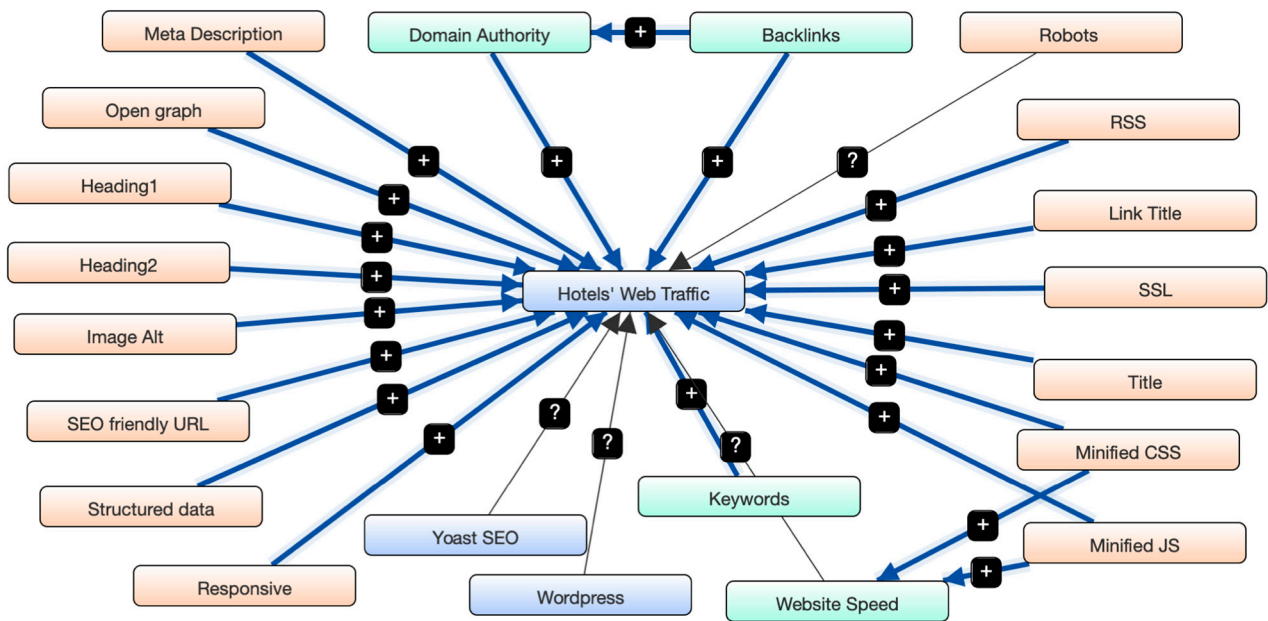 Meta Description
Domain Authority
+
Backlinks
Robots
Open graph
RSS
+
+
+
?
Heading1
+
+
Link Title
+
+
Heading2
+
Hotels' Web Traffic
SSL
+
Image Alt
+
+
Title
+
+
SEO friendly URL
+
+
?
+
+
?
?
Minified CSS
Structured data
Keywords
+
Yoast SEO
Minified JS
+
Responsive
Wordpress
Website Speed